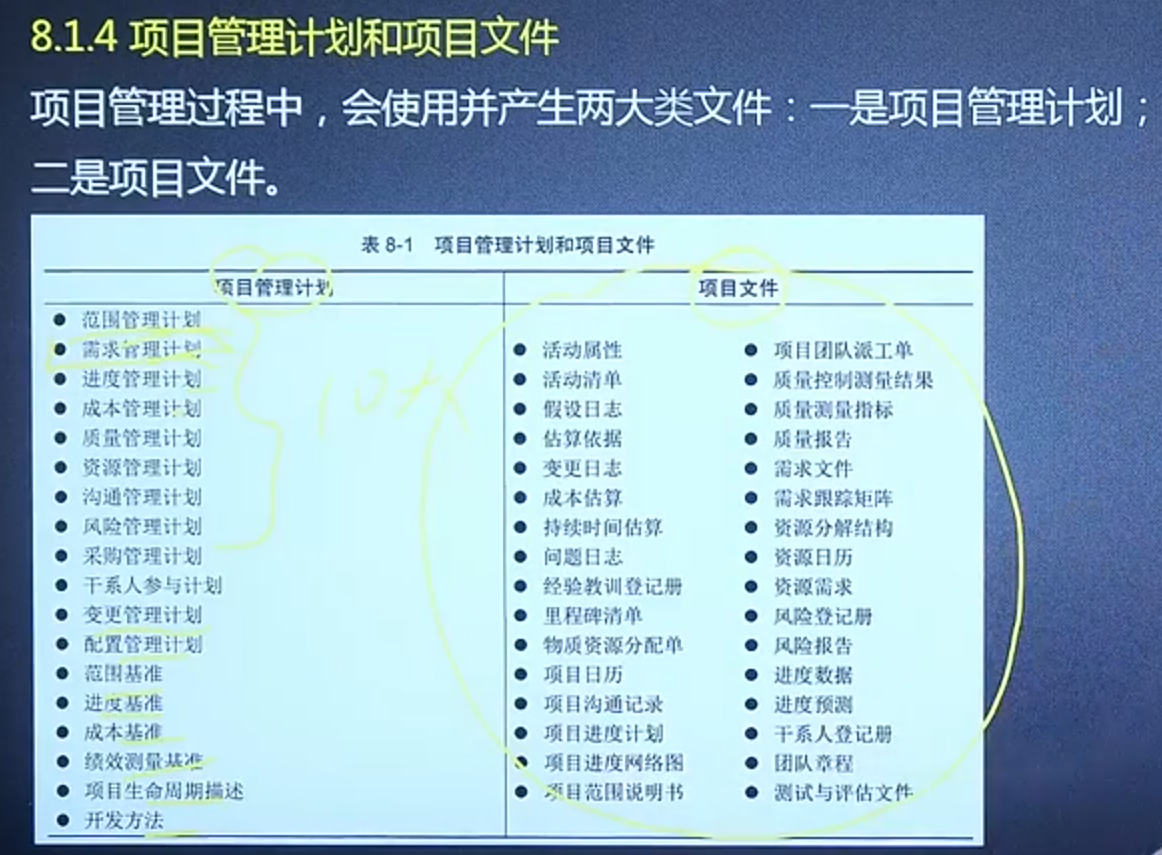 8.1.4 项目管理计划和项目文件
项目管理过程中，会使用并产生两大类文件：一是项目管理计划；
二是项目文件。
表 8-1 项目管理计划和项目文件
项目管理计划 项目文件
● 范围管理计划
● 需求管理计划 ● 活动属性 ● 项目团队派工单
● 进度管理计划 ● 活动清单 ● 质量控制测量结果
● 成本管理计划 ● 假设日志 ● 质量测量指标
● 质量管理计划 ● 估算依据 ● 质量报告
● 资源管理计划 ● 变更日志 ● 需求文件
● 沟通管理计划 ● 成本估算 ● 需求跟踪矩阵
● 风险管理计划 ● 持续时间估算 ● 资源分解结构
● 采购管理计划 ● 问题日志 ● 资源日历
● 干系人参与计划 ● 经验教训登记册 ● 资源需求
● 变更管理计划 ● 里程碑清单 ● 风险登记册
● 配置管理计划 ● 物质资源分配单 ● 风险报告
● 范围基准 ● 项目日历 ● 进度数据
● 进度基准 ● 项目沟通记录 ● 进度预测
● 成本基准 ● 项目进度计划 ● 干系人登记册
● 绩效测量基准 ● 项目进度网络图 ● 团队章程
● 项目生命周期描述 ● 项目范围说明书 ● 测试与评估文件
● 开发方法
10大